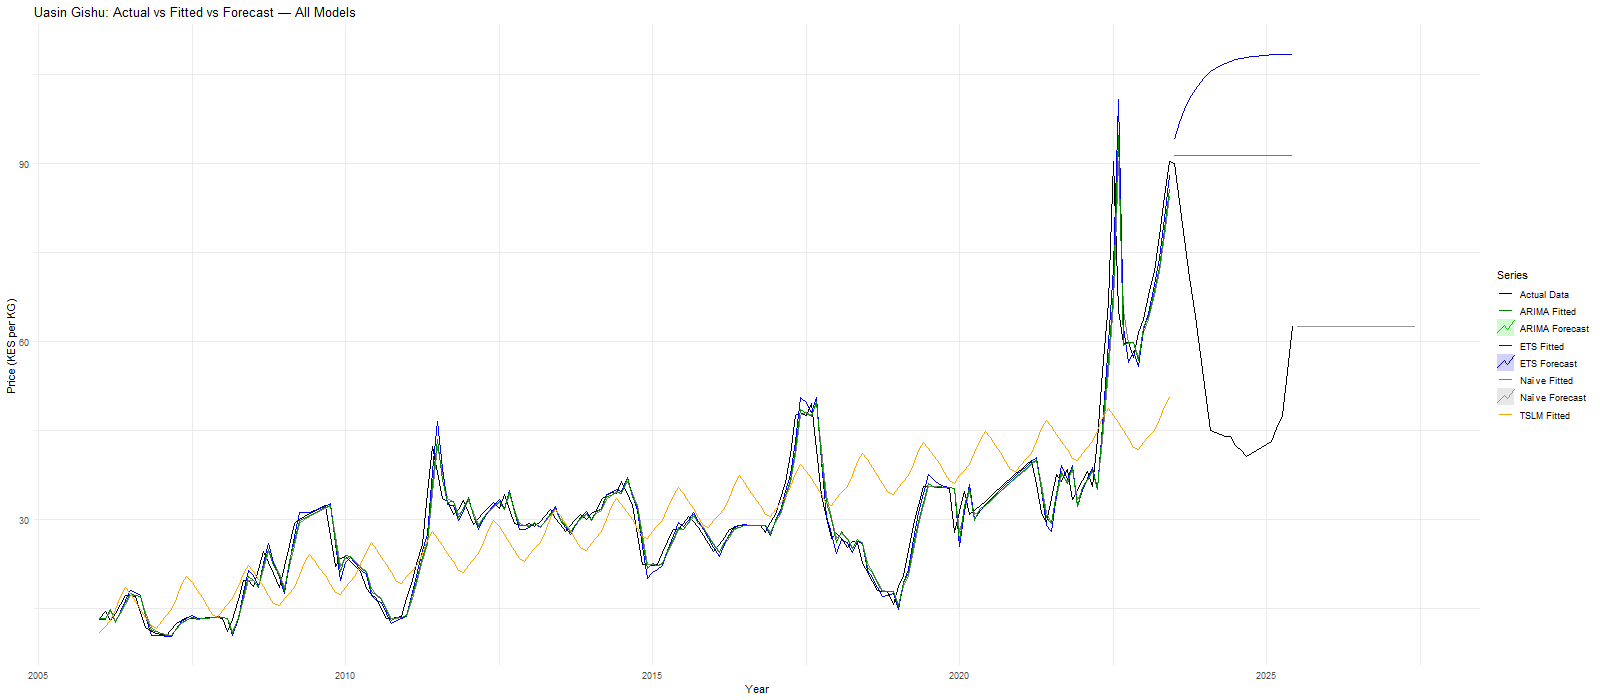 Uasin Gishu: Actual vs Fitted vs Forecast — All Models
Price (KES per KG)
90
60
30
2005
2010
2015
2020
2025
Year
Series
Actual Data
ARIMA Fitted
ARIMA Forecast
ETS Fitted
ETS Forecast
Naïve Fitted
Naïve Forecast
TSLM Fitted